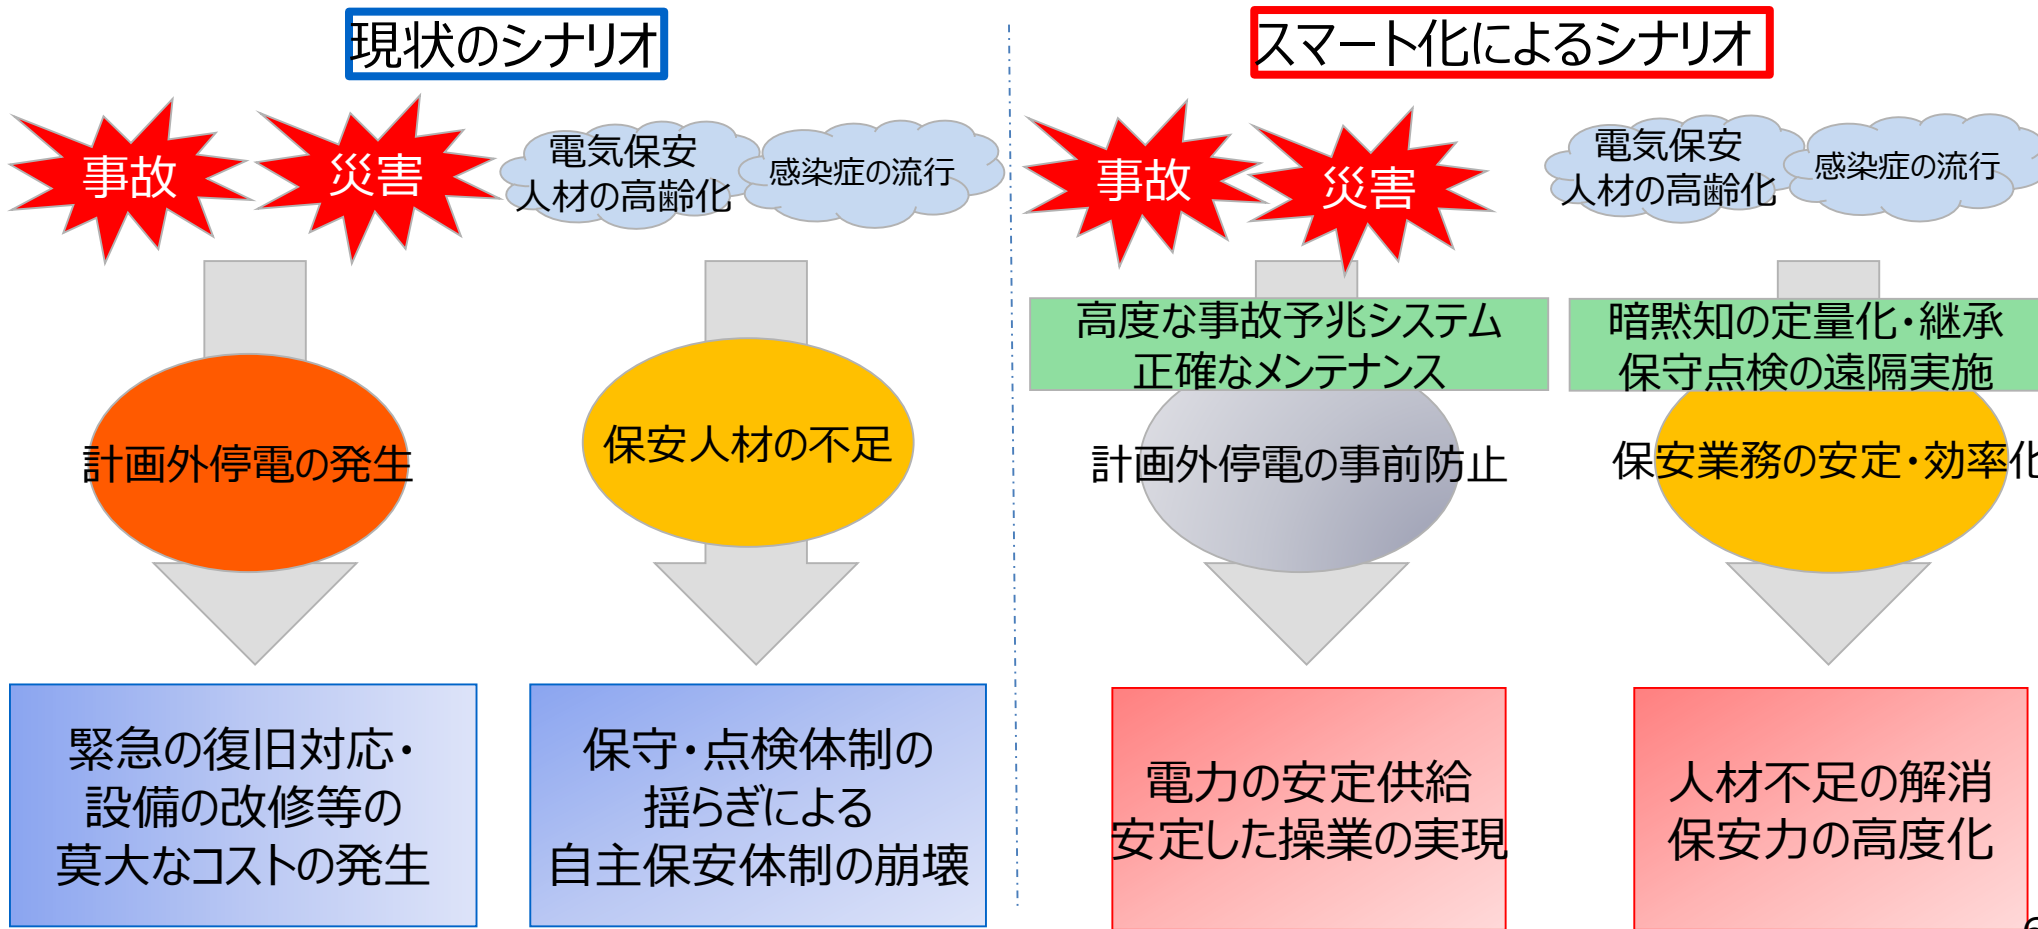 現状のシナリオ
事故
災害
電気保安
人材の高齢化
感染症の流行
計画外停電の発生
保安人材の不足
緊急の復旧対応・
設備の改修等の
莫大なコストの発生
保守・点検体制の
揺らぎによる
自主保安体制の崩壊
スマート化によるシナリオ
事故
災害
電気保安
人材の高齢化
感染症の流行
高度な事故予兆システム
正確なメンテナンス
暗黙知の定量化・継承
保守点検の遠隔実施
計画外停電の事前防止
保安業務の安定・効率化
電力の安定供給
安定した操業の実現
人材不足の解消
保安力の高度化